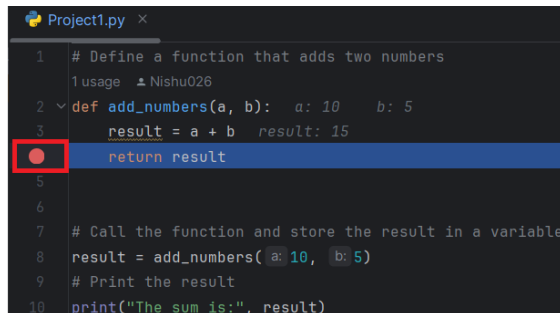 Project1.py ×
1 # Define a function that adds two numbers
1 usage Nishu026
2 def add_numbers(a, b): a: 10 b: 5
3 result = a + b result: 15
return result
5
6
7 # Call the function and store the result in a variable
8 result = add_numbers( a: 10, b: 5)
9 # Print the result
10 print("The sum is:", result)